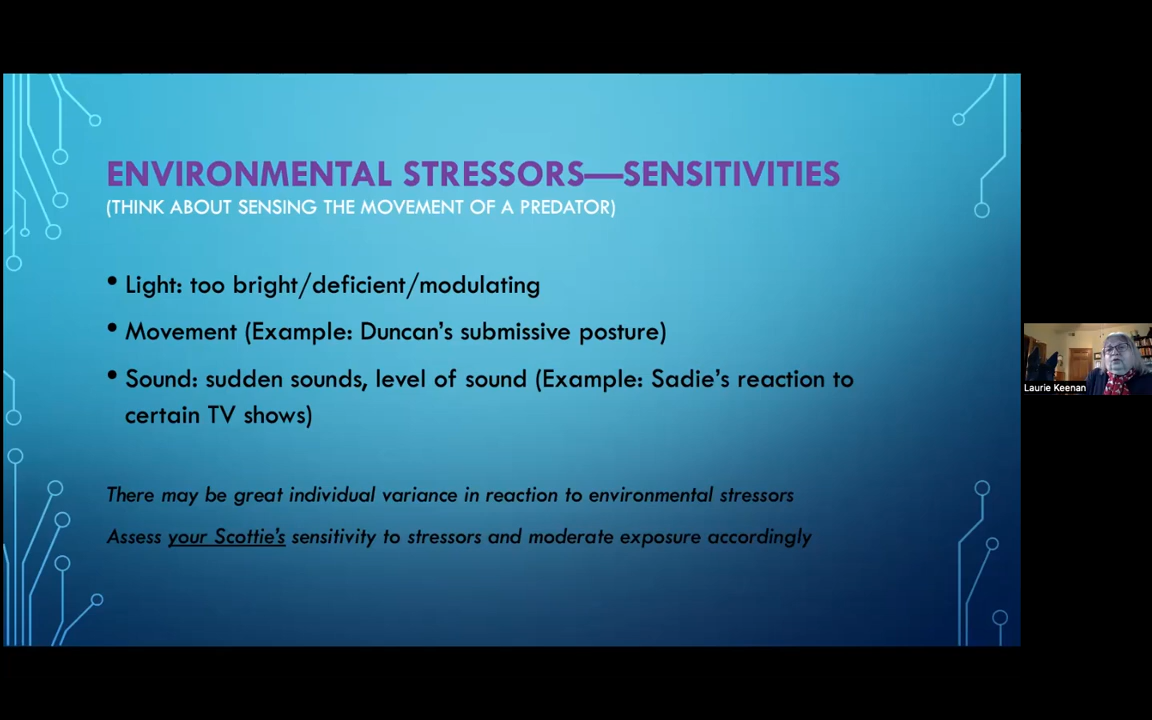 ENVIRONMENTAL STRESSORS—SENSITIVITIES
(THINK ABOUT SENSING THE MOVEMENT OF A PREDATOR)
• Light: too bright/deficient/modulating
• Movement (Example: Duncan's submissive posture)
• Sound: sudden sounds, level of sound (Example: Sadie's reaction to
certain TV shows)
There may be great individual variance in reaction to environmental stressors
Assess your Scottie's sensitivity to stressors and moderate exposure accordingly
Laurie Keenan